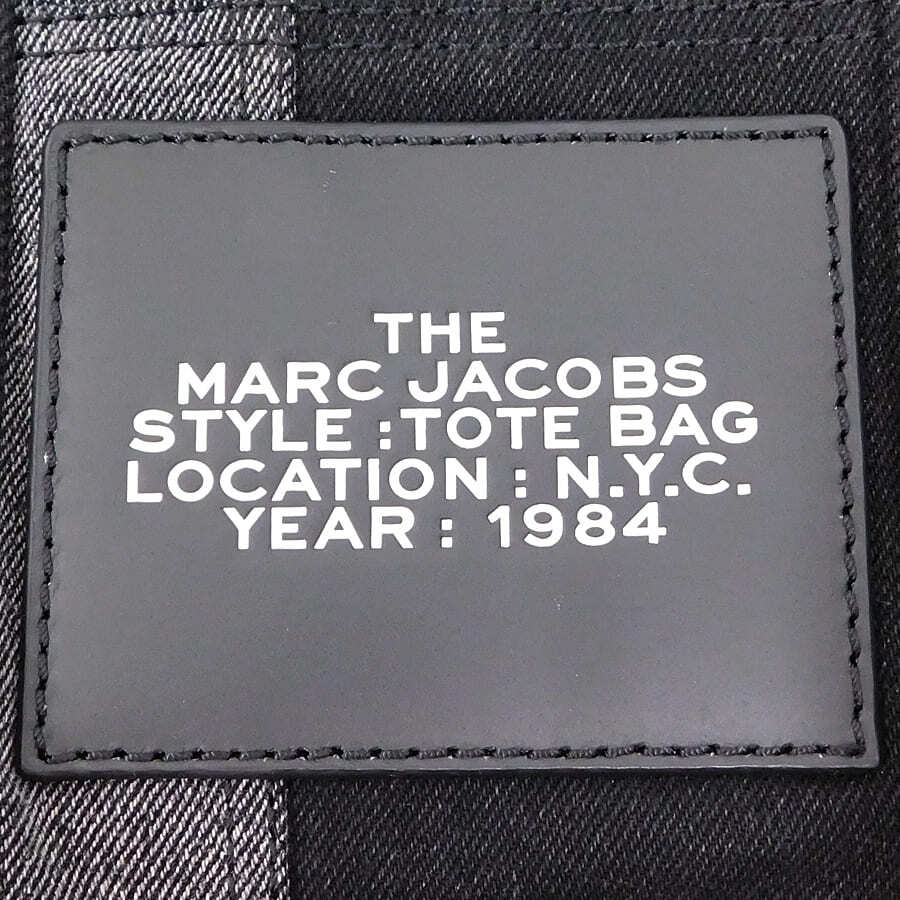 THE
MARC JACOBS
STYLE :TOTE BAG
LOCATION : N.Y.C.
YEAR : 1984